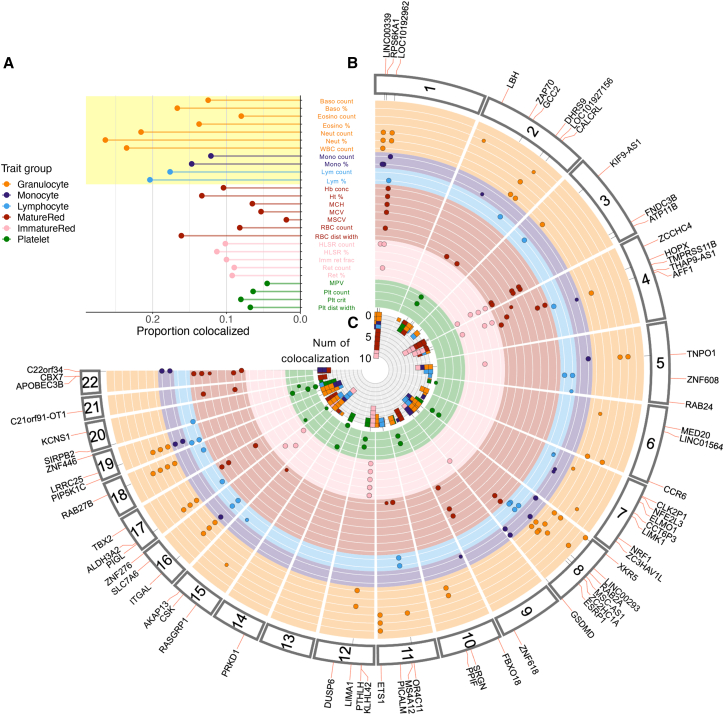 A
B
C
Trait group
Granulocyte
Monocyte
Lymphocyte
MatureRed
ImmatureRed
Platelet
Baso count
Baso %
Eosino count
Eosino %
Neut count
Neut %
WBC count
Mono count
Mono %
Lym count
Lym %
Hb conc
Ht %
MCH
MCV
MSCV
RBC count
RBC dist width
HLSR count
HLSR %
Imm ret frac
Ret count
Ret %
MPV
Plt count
Plt crit
Plt dist width
0.2
0.1
0.0
Proportion colocalized
Num of
colocalization
0
5
10
LINC00339
RPS6KA1
LOC10192962
1
LBH
ZAP70
GCC2
2
DHRS9
LOC101927156
CALCRL
KIF9-AS1
3
FNDC3B
ATP11B
ZCCHC4
HOPX
TMPRSS11B
THAP9-AS1
AFF1
4
TNPO1
5
ZNF608
RAB24
MED20
LINC01564
6
CCR6
CLK2P1
NFE2L3
ELMO1
CCT6P3
LIMK1
7
NRF1
ZC3HAV1L
XKR5
LINC00293
RAB2A
MSC-AS1
ZC2HC1A
ESRP1
8
GSDMD
9
ZNF618
FBXO18
SRGN
PPIF
10
OR4C11
MS4A12
PICALM
ETS1
11
KLHL42
PTHLH
LIMA1
DUSP6
12
13
PRKD1
14
RASGRP1
CSK
AKAP13
15
ITGAL
SLC7A6
ZNF276
16
PIGL
ALDH3A2
TBX2
17
RAB27B
18
PIP5K1C
LRRC25
ZNF446
19
SIRPB2
KCNS1
20
C21orf91-OT1
21
APOBEC3B
CBX7
C22orf34
22